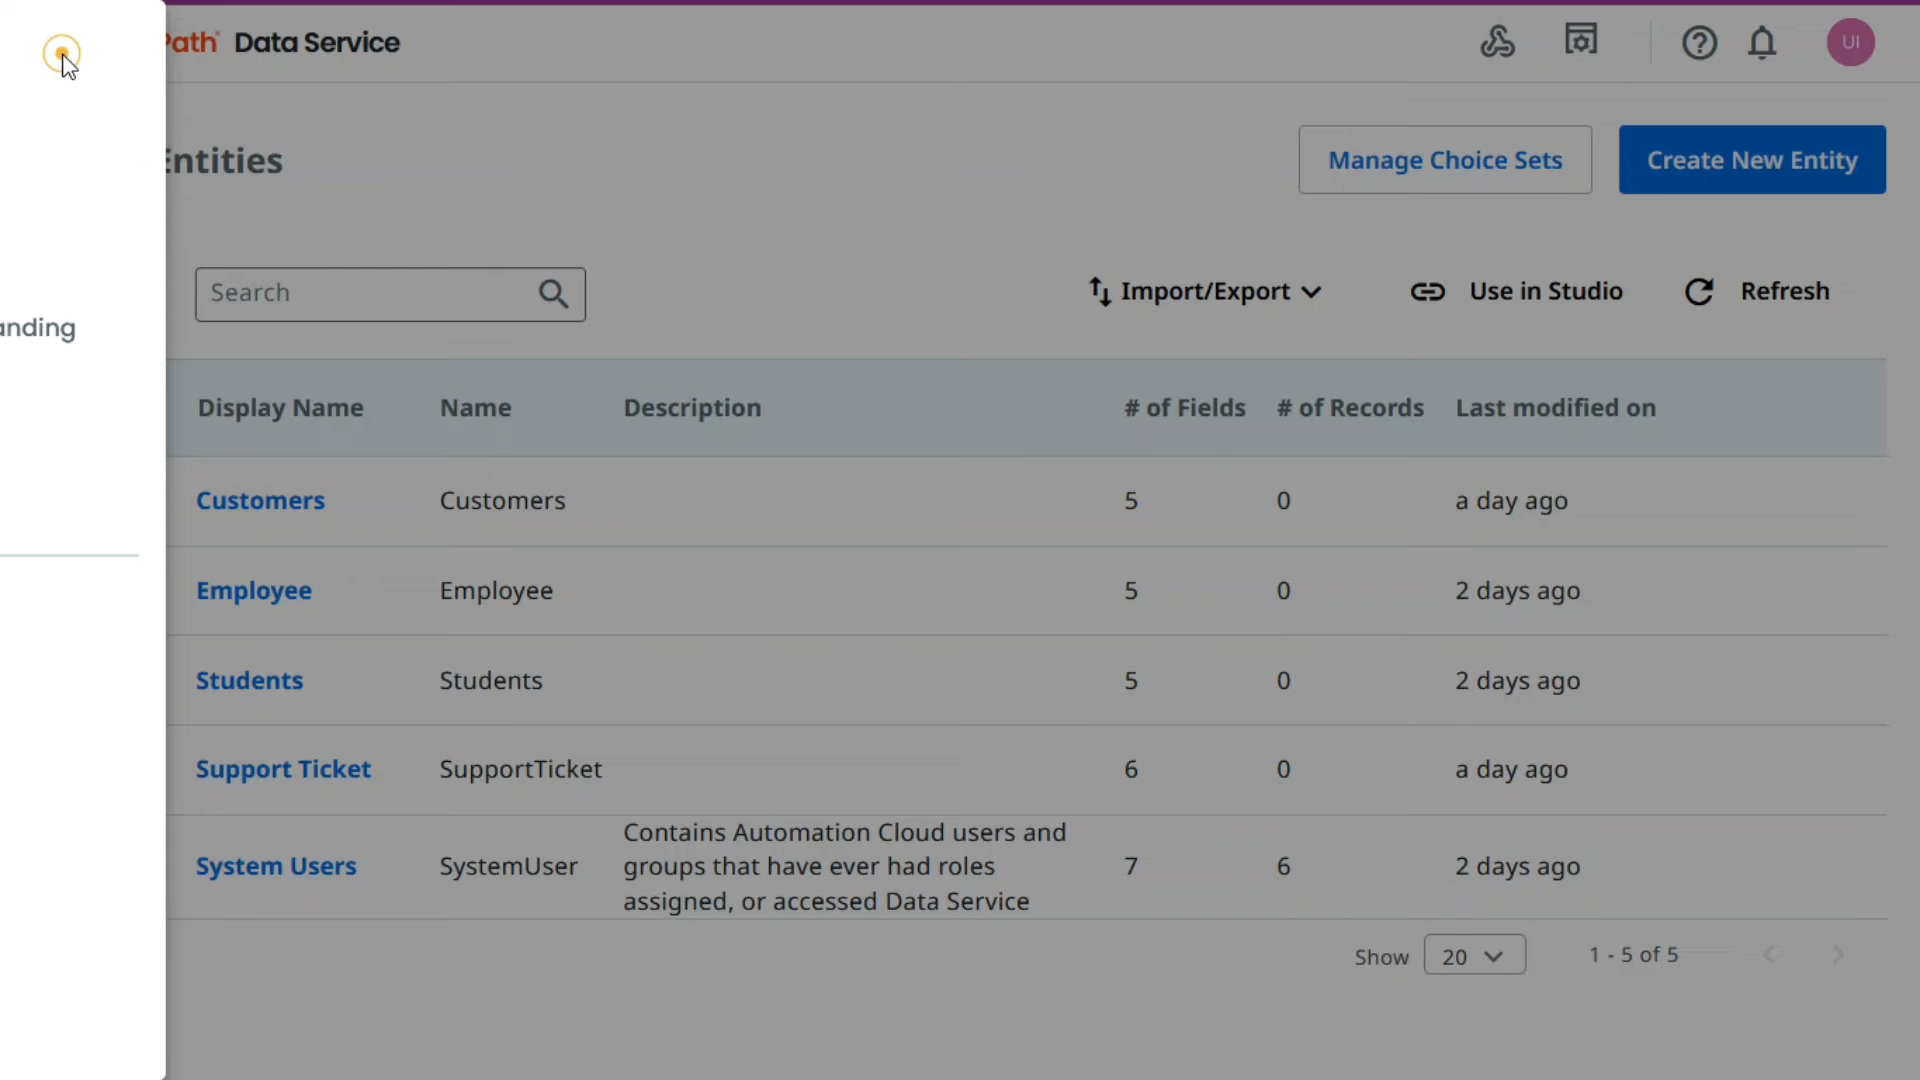 Path Data Service
UI
Entities
Manage Choice Sets
Create New Entity
Search
Import/Export
Use in Studio
Refresh
anding
Display Name Name Description # of Fields # of Records Last modified on
Customers Customers 5 0 a day ago
Employee Employee 5 0 2 days ago
Students Students 5 0 2 days ago
Support Ticket SupportTicket 6 0 a day ago
System Users SystemUser Contains Automation Cloud users and
groups that have ever had roles
assigned, or accessed Data Service 7 6 2 days ago
Show 20 1 - 5 of 5